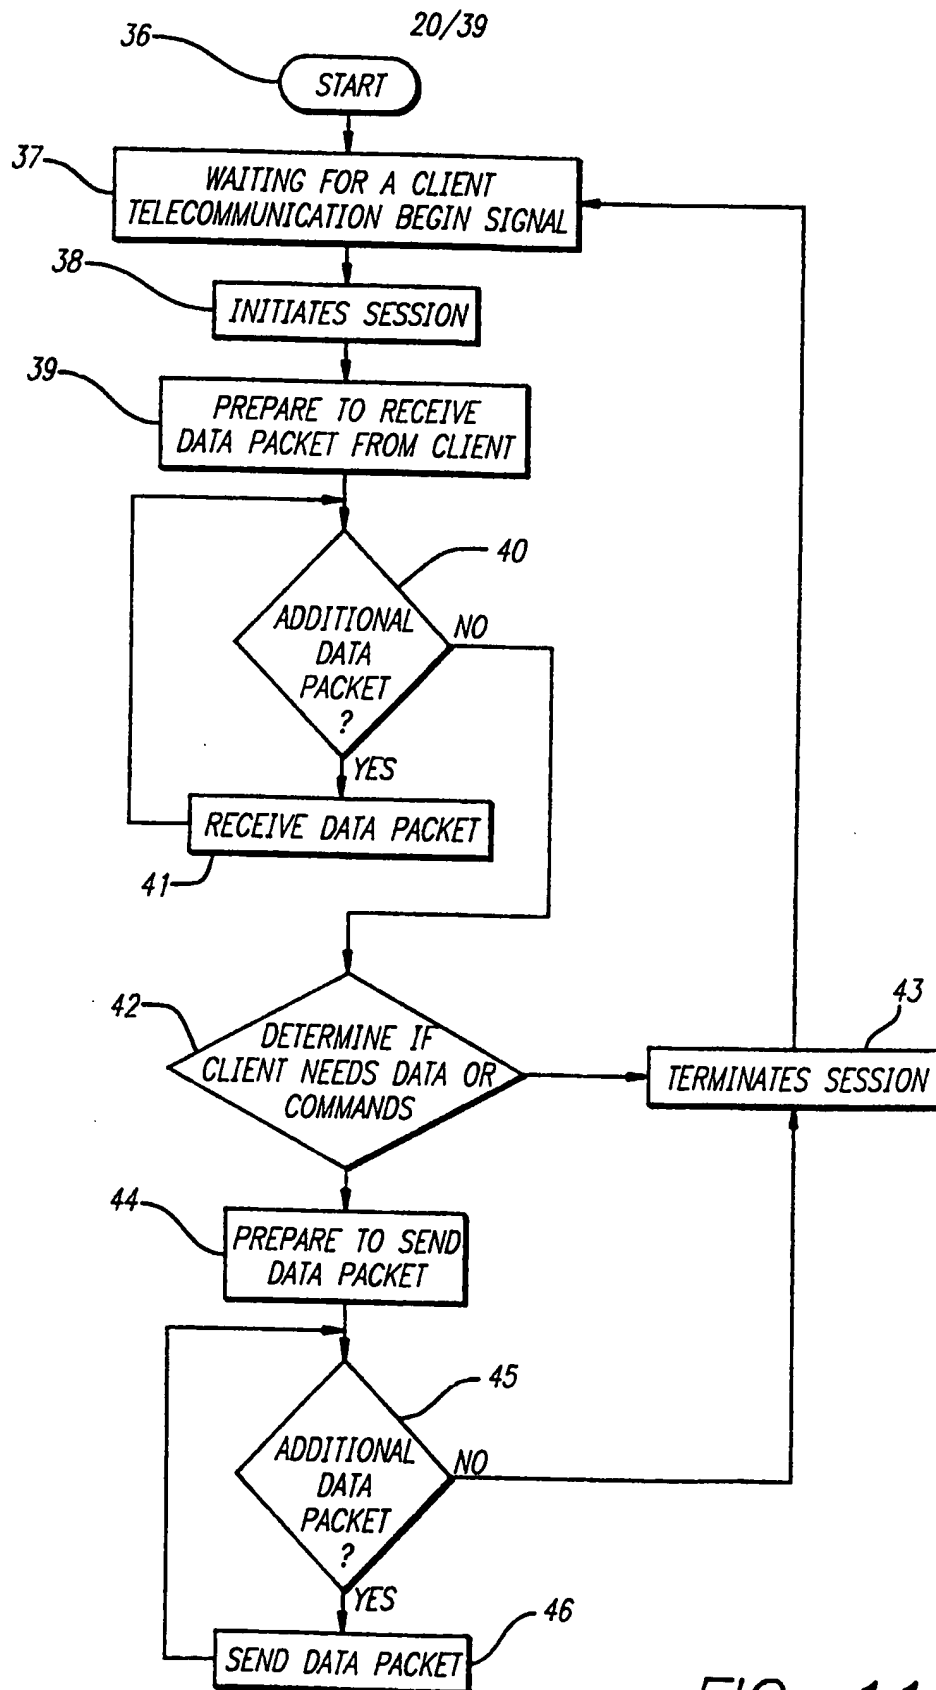 20/39
36
START
37
WAITING FOR A CLIENT
TELECOMMUNICATION BEGIN SIGNAL
38
INITIATES SESSION
39
PREPARE TO RECEIVE
DATA PACKET FROM CLIENT
40
ADDITIONAL
DATA
PACKET
?
NO
YES
RECEIVE DATA PACKET
41
42
DETERMINE IF
CLIENT NEEDS DATA OR
COMMANDS
43
TERMINATES SESSION
44
PREPARE TO SEND
DATA PACKET
45
ADDITIONAL
DATA
PACKET
?
NO
YES
46
SEND DATA PACKET
FIG. 11